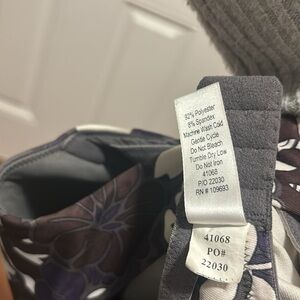 92% Polyester
8% Spandex
Machine Wash Cold
Gentle Cycle
Do Not Bleach
Tumble Dry Low
Do Not Iron
41068
P/O 22030
RN # 109683
41068
PO#
22030